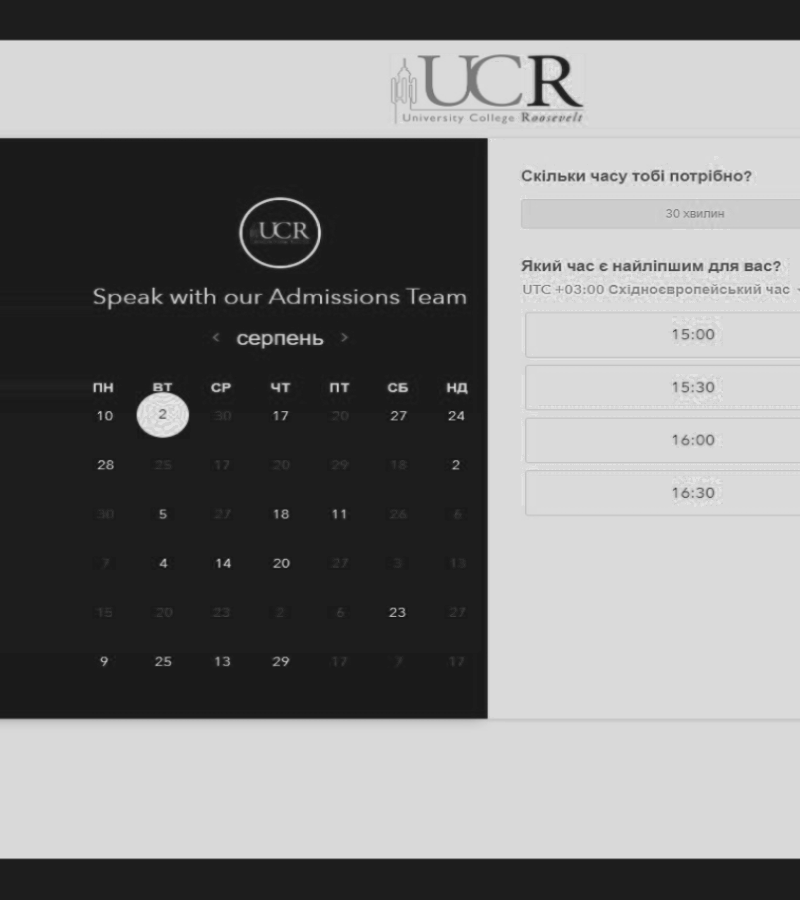 UCR
University College Roosevelt
UCR
Speak with our Admissions Team
< серпень >
ПН ВТ СР ЧТ ПТ СБ НД
10 2 30 17 20 27 24
28 25 17 20 29 18 2
30 5 27 18 11 26 6
7 4 14 20 27 3 13
15 20 23 2 6 23 27
9 25 13 29 17 7 17
Скільки часу тобі потрібно?
30 хвилин
Який час є найліпшим для вас?
UTC +03:00 Східноєвропейський час
15:00
15:30
16:00
16:30